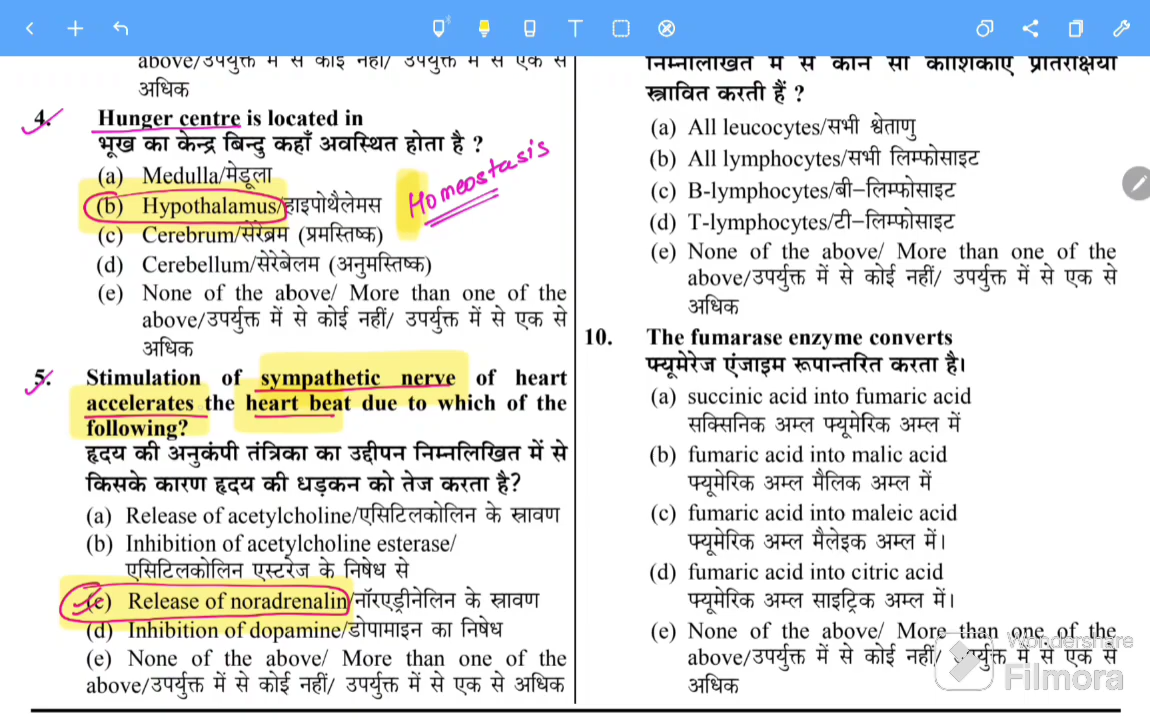 above/उपर्युक्त में से कोई नहीं/ उपर्युक्त में से एक से
अधिक
4. Hunger centre is located in
भूख का केन्द्र बिन्दु कहाँ अवस्थित होता है ?
(a) Medulla/मेडूला
(b) Hypothalamus/हाइपोथैलेमस
Homeostasis
(c) Cerebrum/सेरेब्रम (प्रमस्तिष्क)
(d) Cerebellum/सेरेबेलम (अनुमस्तिष्क)
(e) None of the above/ More than one of the
above/उपर्युक्त में से कोई नहीं/ उपर्युक्त में से एक से
अधिक
5. Stimulation of sympathetic nerve of heart
accelerates the heart beat due to which of the
following?
हृदय की अनुकंपी तंत्रिका का उद्दीपन निम्नलिखित में से
किसके कारण हृदय की धड़कन को तेज करता है?
(a) Release of acetylcholine/एसिटिलकोलिन के स्रावण
(b) Inhibition of acetylcholine esterase/
एसिटिलकोलिन एस्टरेज के निषेध से
(c) Release of noradrenalin/नॉरएड्रीनेलिन के स्रावण
(d) Inhibition of dopamine/डोपामाइन का निषेध
(e) None of the above/ More than one of the
above/उपर्युक्त में से कोई नहीं/ उपर्युक्त में से एक से अधिक
निम्नलिखित में से कौन सी कोशिकाएँ प्रतिरक्षियाँ
स्त्रावित करती हैं ?
(a) All leucocytes/सभी श्वेताणु
(b) All lymphocytes/सभी लिम्फोसाइट
(c) B-lymphocytes/बी–लिम्फोसाइट
(d) T-lymphocytes/टी–लिम्फोसाइट
(e) None of the above/ More than one of the
above/उपर्युक्त में से कोई नहीं/ उपर्युक्त में से एक से
अधिक
10. The fumarase enzyme converts
फ्यूमेरेज एंजाइम रूपान्तरित करता है।
(a) succinic acid into fumaric acid
सक्सिनिक अम्ल फ्यूमेरिक अम्ल में
(b) fumaric acid into malic acid
फ्यूमेरिक अम्ल मैलिक अम्ल में
(c) fumaric acid into maleic acid
फ्यूमेरिक अम्ल मैलेइक अम्ल में।
(d) fumaric acid into citric acid
फ्यूमेरिक अम्ल साइट्रिक अम्ल में।
(e) None of the above/ More than one of the
above/उपर्युक्त में से कोई नहीं/ उपर्युक्त में से एक से
अधिक
Wondershare
Filmora